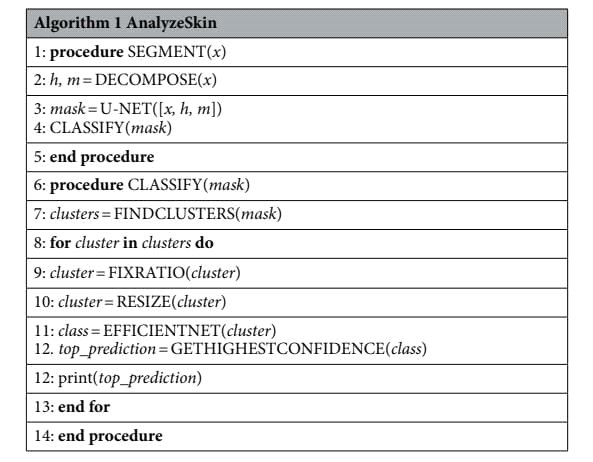 Algorithm 1 AnalyzeSkin
1: procedure SEGMENT(x)
2: h, m = DECOMPOSE(x)
3: mask = U-NET([x, h, m])
4: CLASSIFY(mask)
5: end procedure
6: procedure CLASSIFY(mask)
7: clusters = FINDCLUSTERS(mask)
8: for cluster in clusters do
9: cluster = FIXRATIO(cluster)
10: cluster = RESIZE(cluster)
11: class = EFFICIENTNET(cluster)
12. top_prediction = GETHIGHESTCONFIDENCE(class)
12: print(top_prediction)
13: end for
14: end procedure